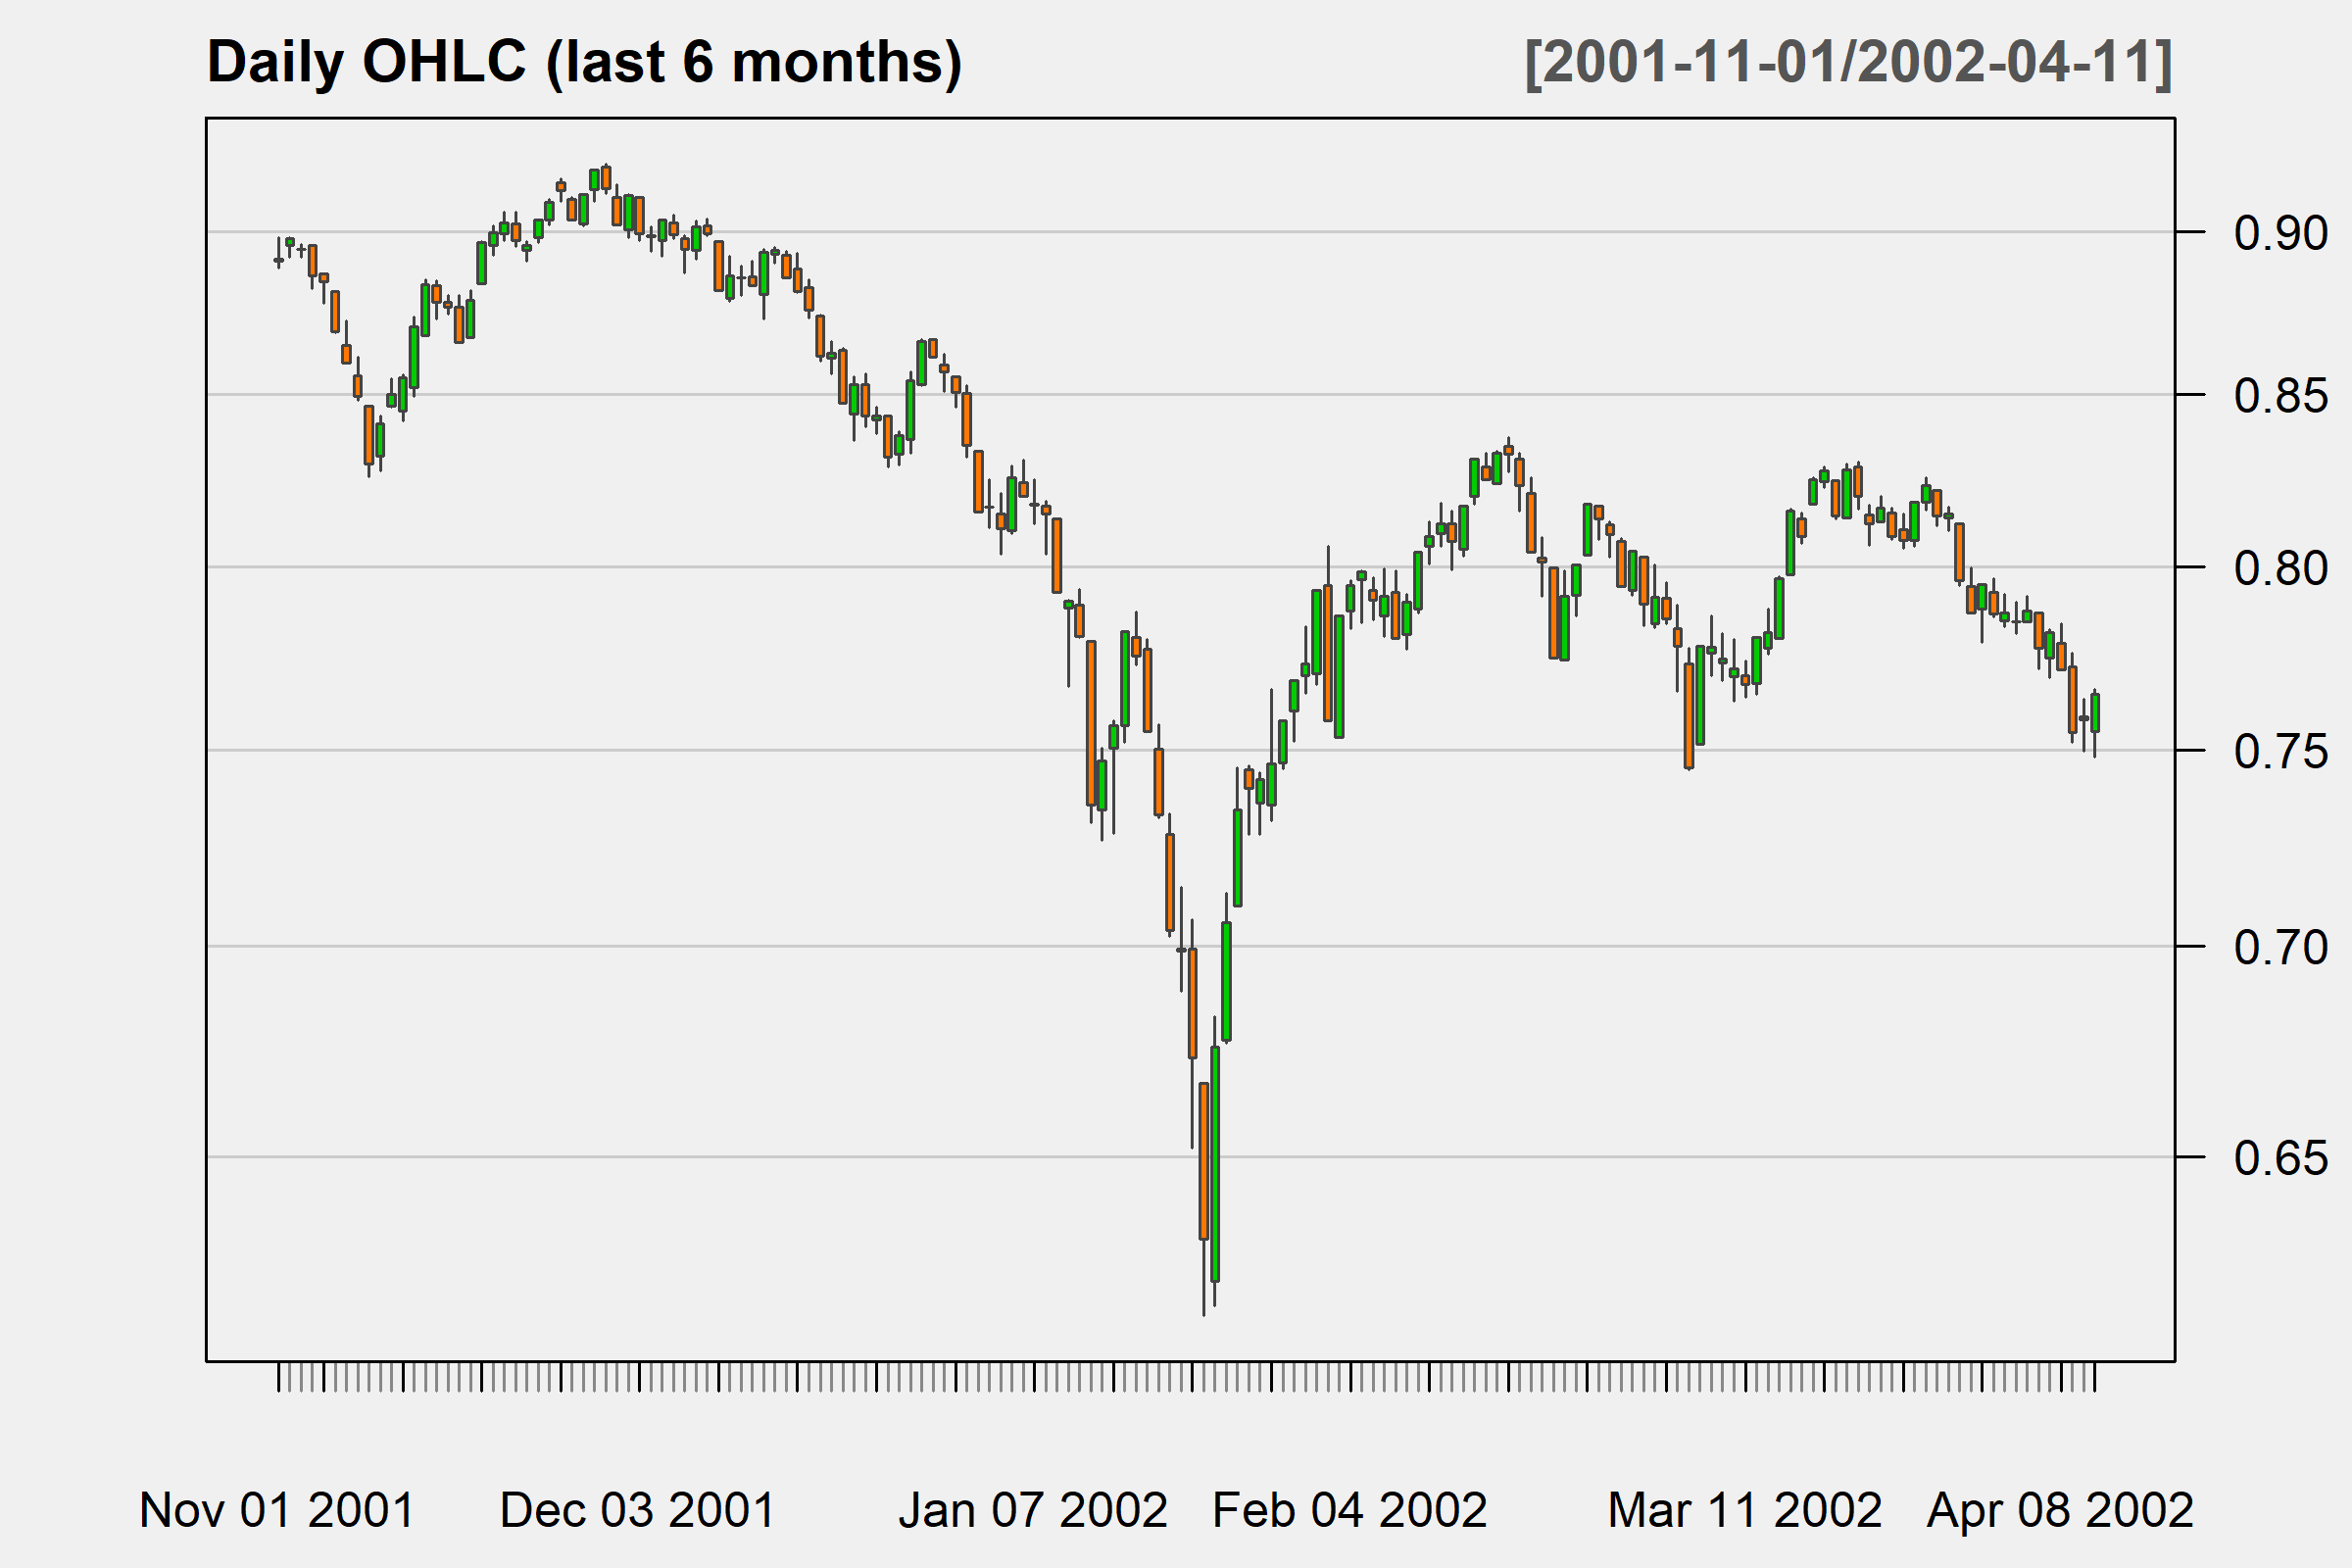 Daily OHLC (last 6 months)
[2001-11-01/2002-04-11]
0.90
0.85
0.80
0.75
0.70
0.65
Nov 01 2001
Dec 03 2001
Jan 07 2002
Feb 04 2002
Mar 11 2002
Apr 08 2002